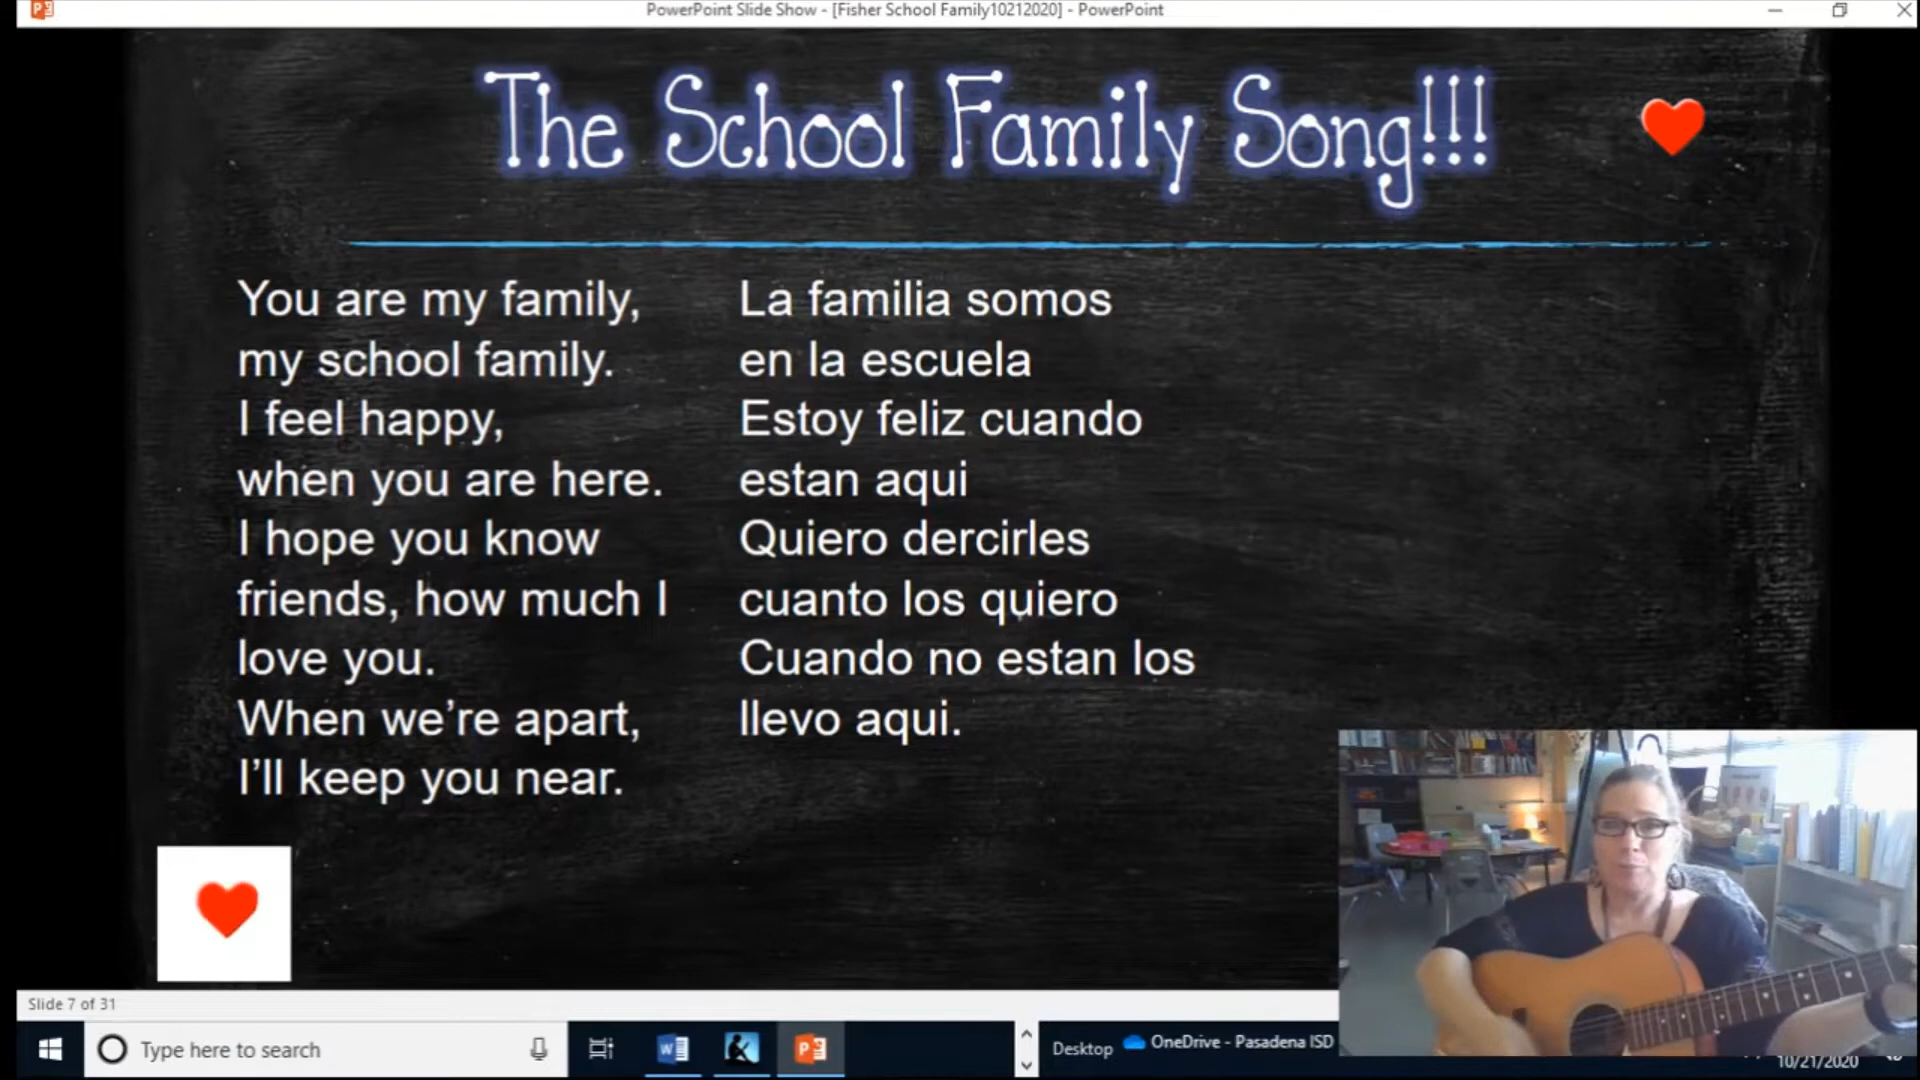 PowerPoint Slide Show - [Fisher School Family10212020] - PowerPoint
The School Family Song!!!
You are my family,
my school family.
I feel happy,
when you are here.
I hope you know
friends, how much I
love you.
When we're apart,
I'll keep you near.
La familia somos
en la escuela
Estoy feliz cuando
estan aqui
Quiero dercirles
cuanto los quiero
Cuando no estan los
llevo aqui.
Slide 7 of 31
Type here to search
Desktop
OneDrive - Pasadena ISD
10/21/2020